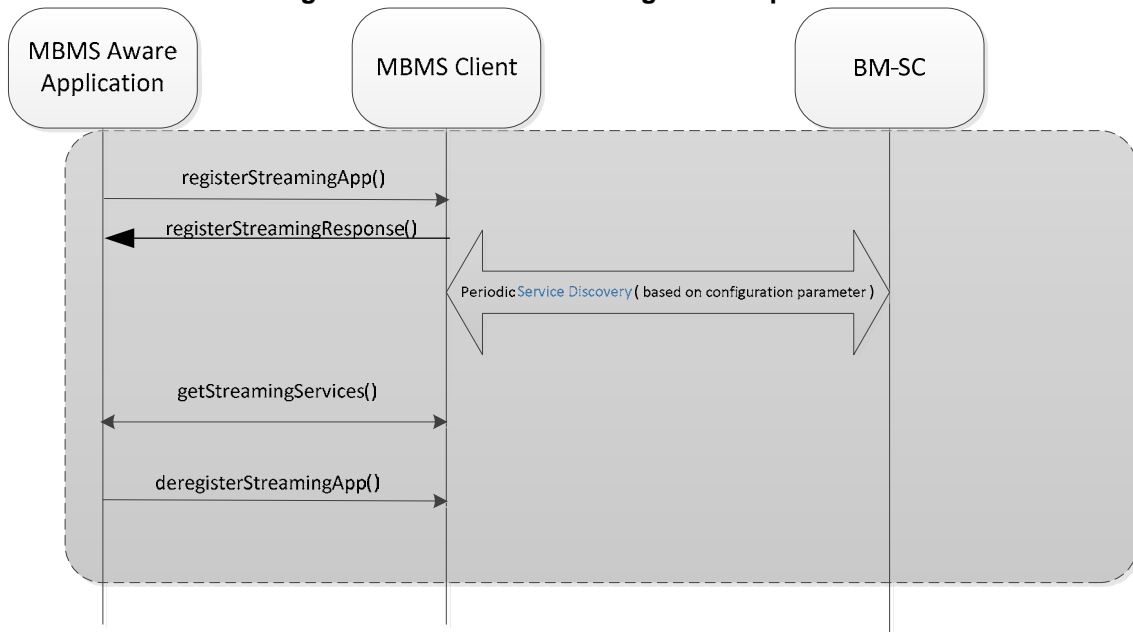 MBMS Aware
Application
MBMS Client
BM-SC
registerStreamingApp()
registerStreamingResponse()
Periodic Service Discovery ( based on configuration parameter )
getStreamingServices()
deregisterStreamingApp()